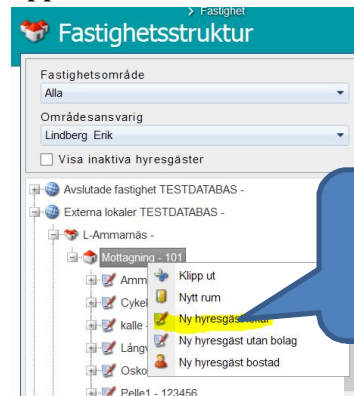 > Fastighet
Fastighetsstruktur
Fastighetsområde
Alla
Områdesansvarig
Lindberg Erik
Visa inaktiva hyresgäster
Avslutade fastighet TESTDATABAS -
Externa lokaler TESTDATABAS -
L-Ammarnäs -
Mottagning - 101
Klipp ut
Nytt rum
Ny hyresgäst
Ny hyresgäst utan bolag
Ny hyresgäst bostad
Amm
Cykel
kalle -
Långv
Osko
Pelle1 - 123456